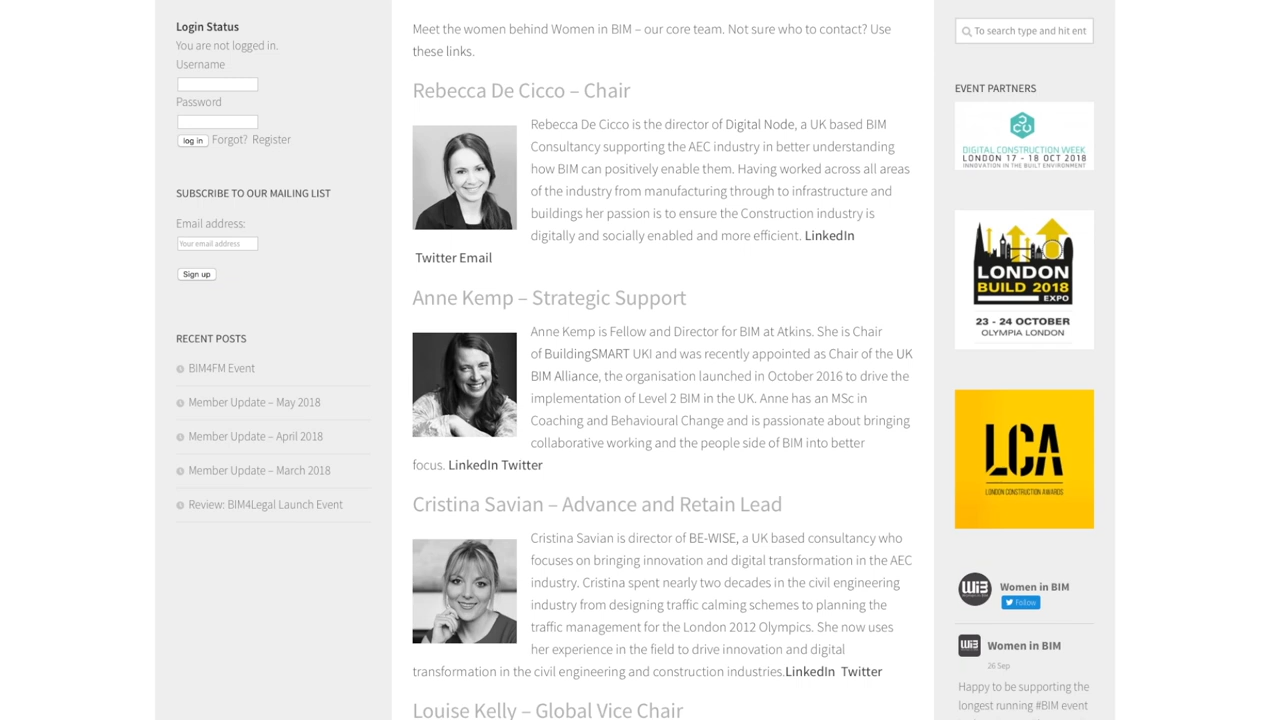 Login Status
You are not logged in.
Username
Password
log in Forgot? Register
SUBSCRIBE TO OUR MAILING LIST
Email address:
Your email address
Sign up
RECENT POSTS
BIM4FM Event
Member Update – May 2018
Member Update – April 2018
Member Update – March 2018
Review: BIM4Legal Launch Event
Meet the women behind Women in BIM – our core team. Not sure who to contact? Use
these links.
Rebecca De Cicco – Chair
Rebecca De Cicco is the director of Digital Node, a UK based BIM
Consultancy supporting the AEC industry in better understanding
how BIM can positively enable them. Having worked across all areas
of the industry from manufacturing through to infrastructure and
buildings her passion is to ensure the Construction industry is
digitally and socially enabled and more efficient. LinkedIn
Twitter Email
Anne Kemp – Strategic Support
Anne Kemp is Fellow and Director for BIM at Atkins. She is Chair
of BuildingSMART UKI and was recently appointed as Chair of the UK
BIM Alliance, the organisation launched in October 2016 to drive the
implementation of Level 2 BIM in the UK. Anne has an MSc in
Coaching and Behavioural Change and is passionate about bringing
collaborative working and the people side of BIM into better
focus. LinkedIn Twitter
Cristina Savian – Advance and Retain Lead
Cristina Savian is director of BE-WISE, a UK based consultancy who
focuses on bringing innovation and digital transformation in the AEC
industry. Cristina spent nearly two decades in the civil engineering
industry from designing traffic calming schemes to planning the
traffic management for the London 2012 Olympics. She now uses
her experience in the field to drive innovation and digital
transformation in the civil engineering and construction industries.LinkedIn Twitter
Louise Kelly – Global Vice Chair
To search type and hit ent
EVENT PARTNERS
DIGITAL CONSTRUCTION WEEK
LONDON 17 - 18 OCT 2018
INNOVATION IN THE BUILT ENVIRONMENT
LONDON
BUILD 2018
EXPO
23 - 24 OCTOBER
OLYMPIA LONDON
LCA
LONDON CONSTRUCTION AWARDS
WiB
Women in BIM
Follow
WiB
Women in BIM
26 Sep
Happy to be supporting the
longest running #BIM event